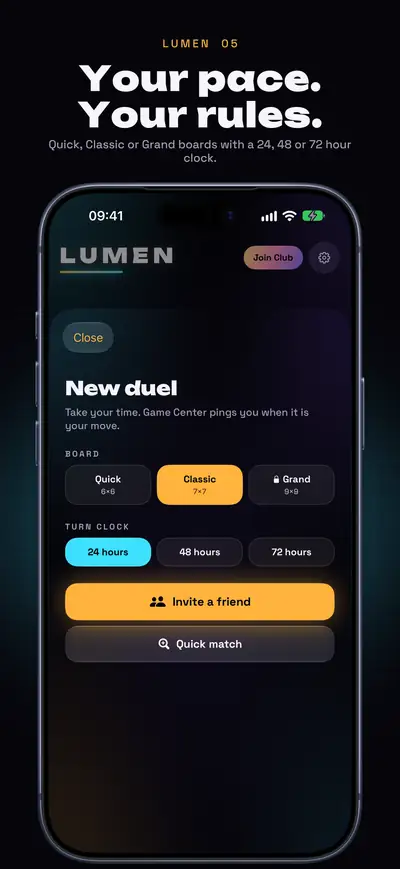 LUMEN 05
Your pace.
Your rules.
Quick, Classic or Grand boards with a 24, 48 or 72 hour
clock.
09:41
LUMEN
Join Club
Close
New duel
Take your time. Game Center pings you when it is
your move.
BOARD
Quick
6×6
Classic
7×7
Grand
9×9
TURN CLOCK
24 hours
48 hours
72 hours
Invite a friend
Quick match